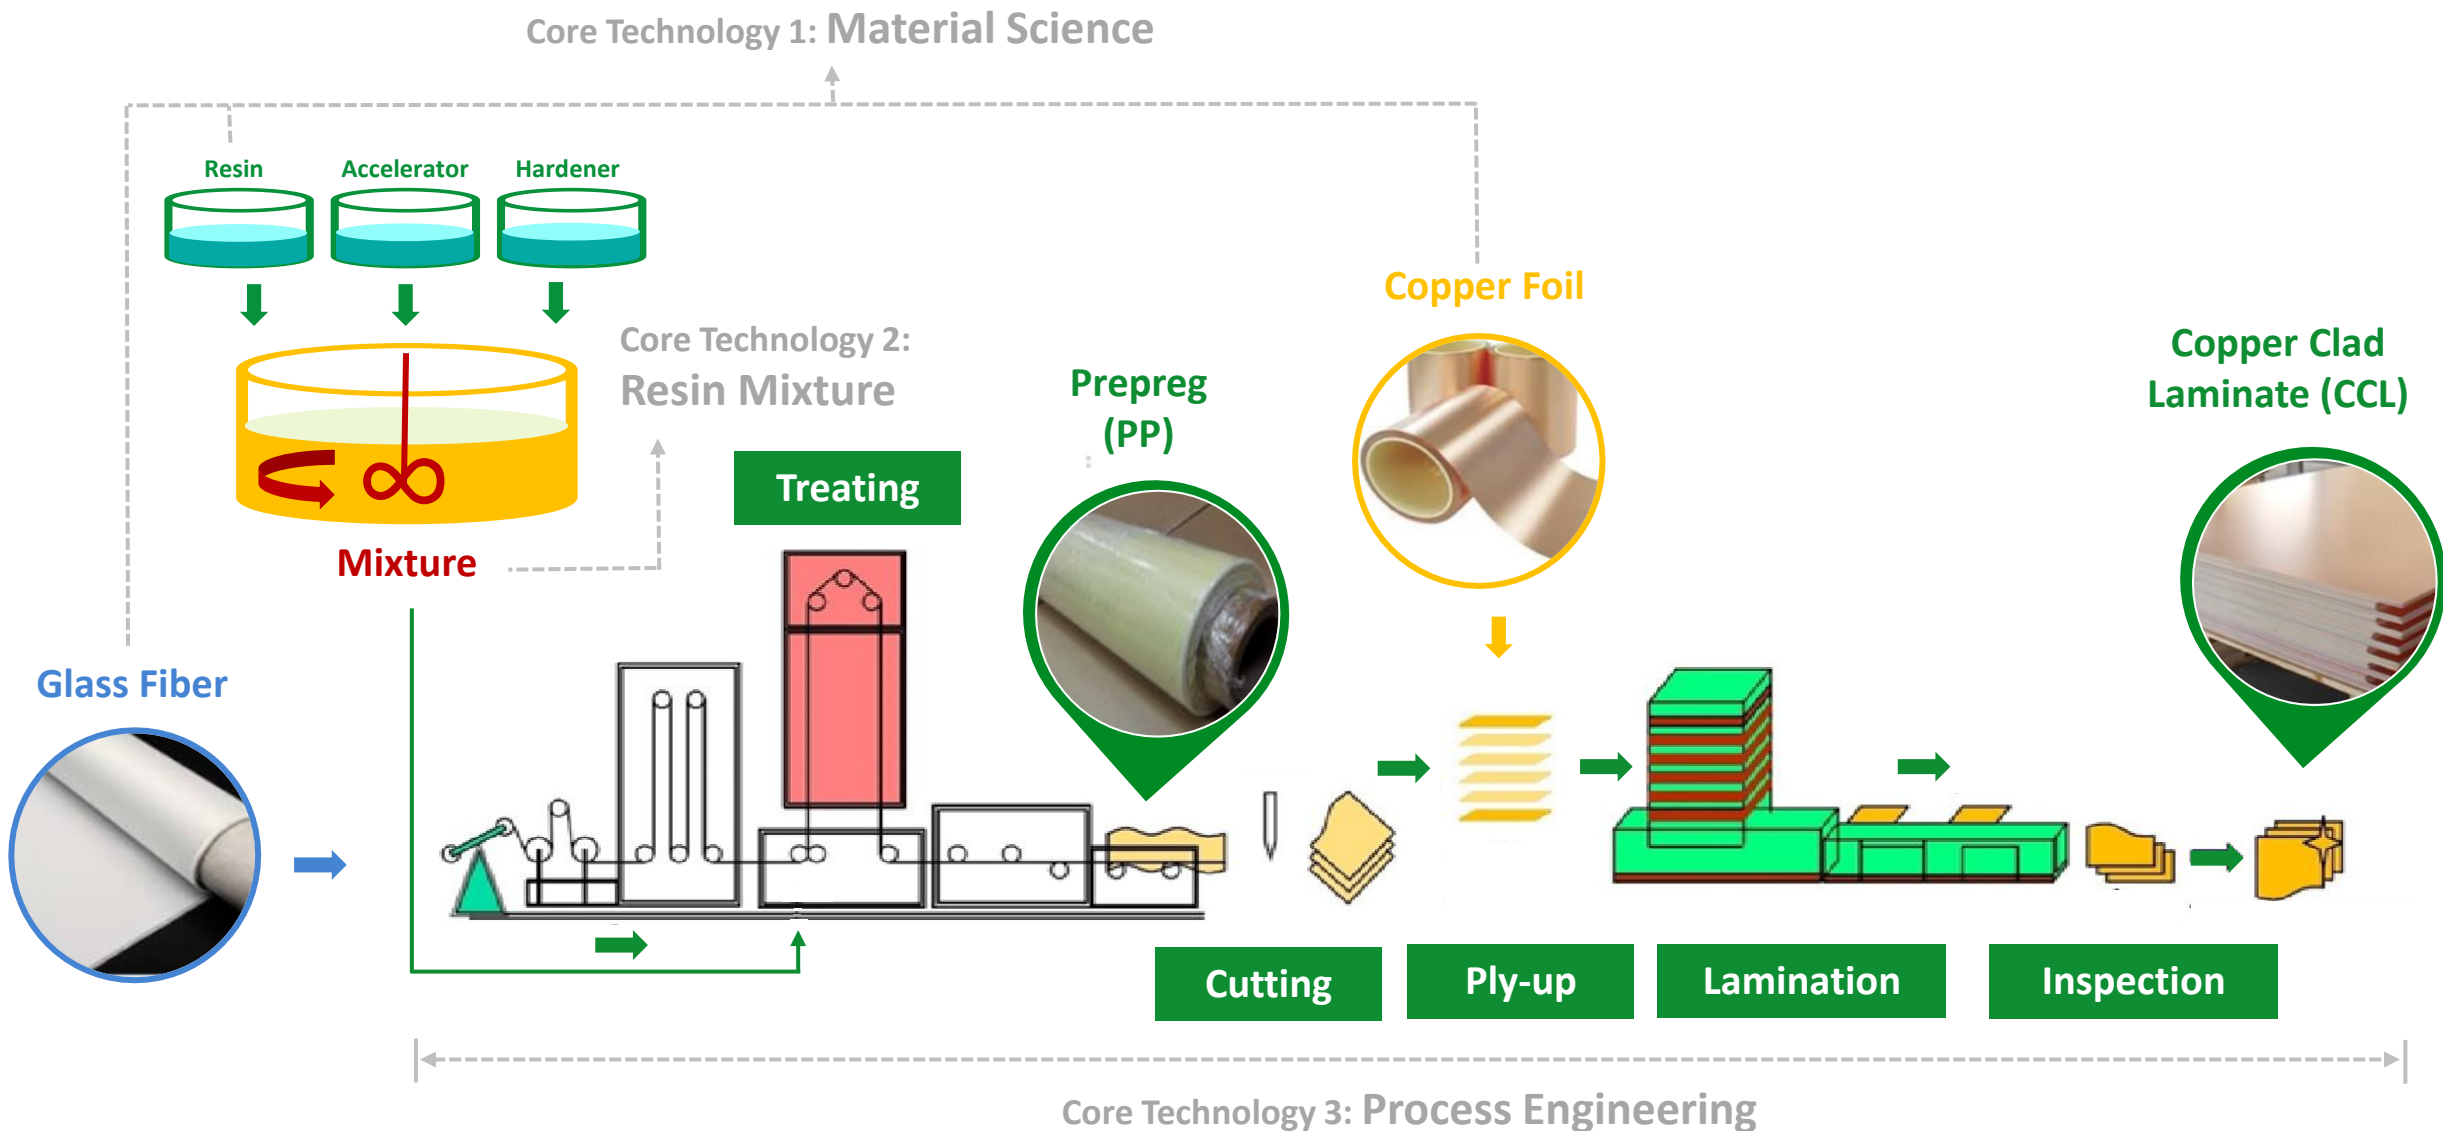 Core Technology 1: Material Science
Resin
Accelerator
Hardener
Core Technology 2:
Resin Mixture
Mixture
Glass Fiber
Treating
Prepreg
(PP)
Copper Foil
Copper Clad
Laminate (CCL)
Cutting
Ply-up
Lamination
Inspection
Core Technology 3: Process Engineering